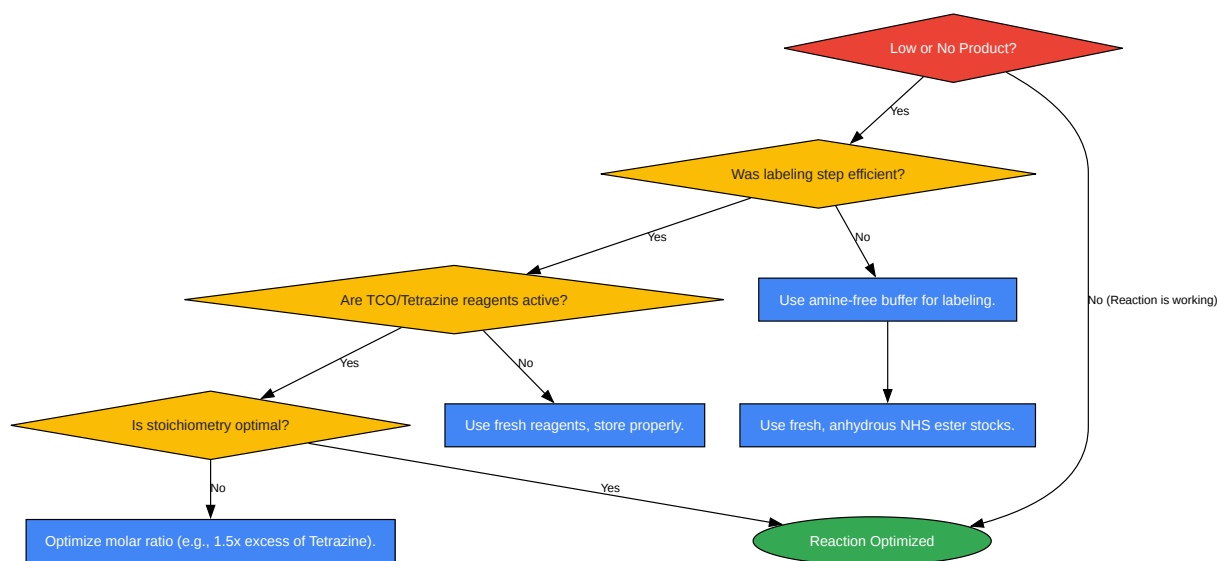 Low or No Product?
Yes
Was labeling step efficient?
Yes
No
Are TCO/Tetrazine reagents active?
Use amine-free buffer for labeling.
No (Reaction is working)
Yes
No
Is stoichiometry optimal?
Use fresh reagents, store properly.
Use fresh, anhydrous NHS ester stocks.
No
Yes
Optimize molar ratio (e.g., 1.5x excess of Tetrazine).
Reaction Optimized